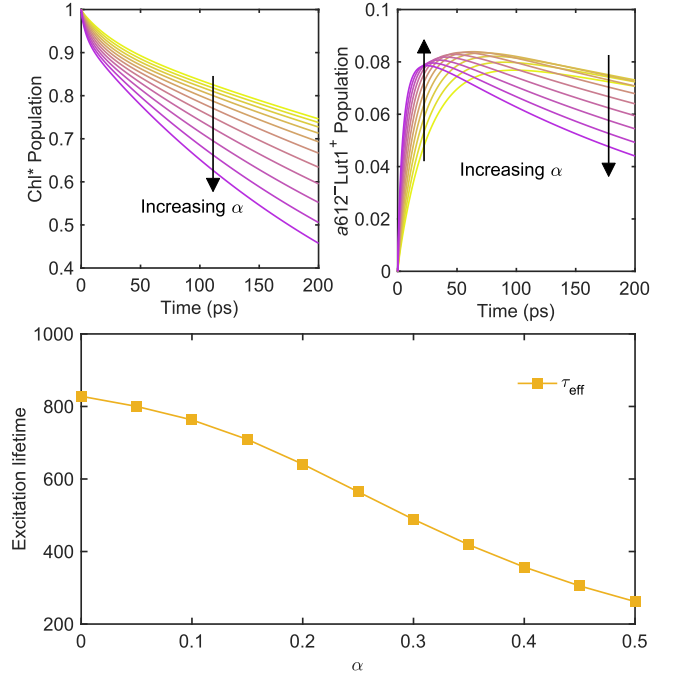 1
0.9
0.8
0.7
0.6
0.5
0.4
Chl* Population
Increasing α
0 50 100 150 200
Time (ps)
0.1
0.08
0.06
0.04
0.02
0
a612⁻Lut1⁺ Population
Increasing α
0 50 100 150 200
Time (ps)
1000
800
600
400
200
Excitation lifetime
τeff
0 0.1 0.2 0.3 0.4 0.5
α